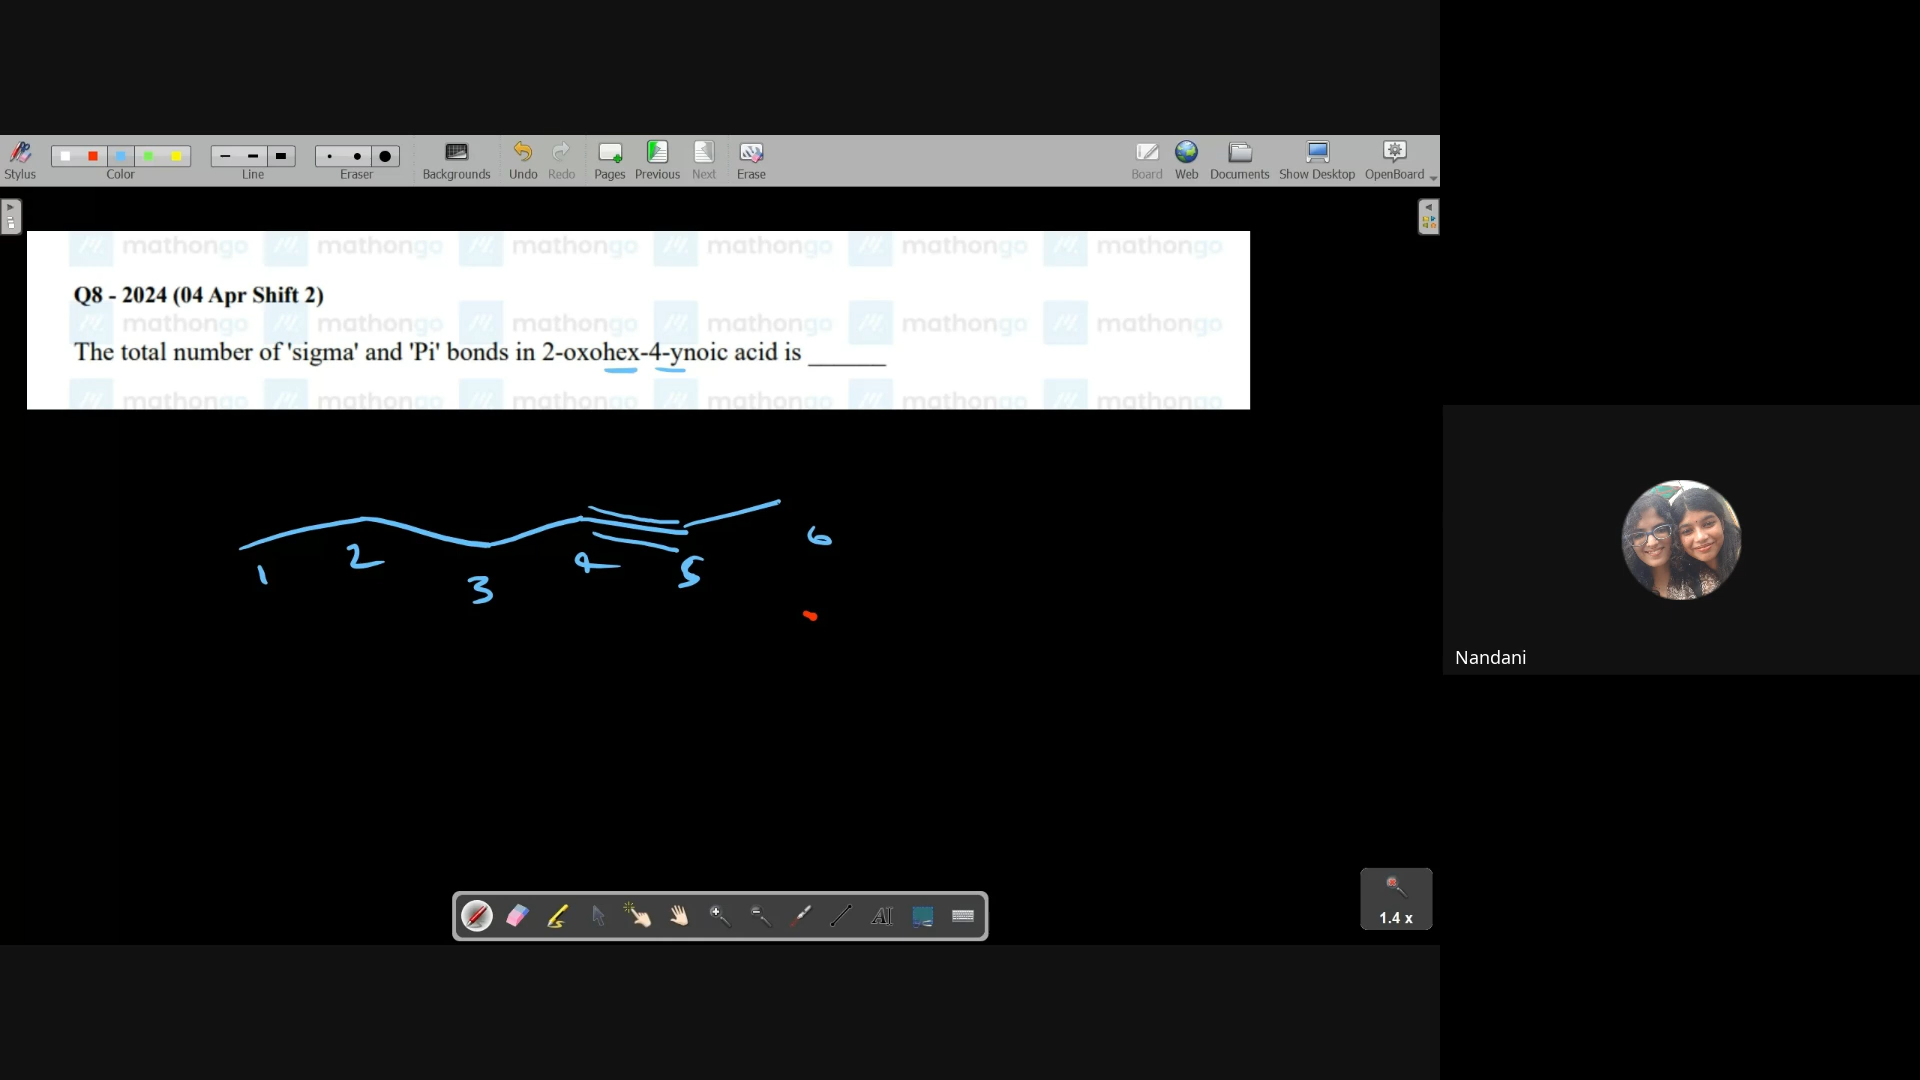 Stylus Color Line Eraser Backgrounds Undo Redo Pages Previous Next Erase Board Web Documents Show Desktop OpenBoard
mathongo mathongo mathongo mathongo mathongo mathongo
Q8 - 2024 (04 Apr Shift 2)
mathongo mathongo mathongo mathongo mathongo mathongo
The total number of 'sigma' and 'Pi' bonds in 2-oxohex-4-ynoic acid is ______
mathongo mathongo mathongo mathongo mathongo mathongo
1 2 3 4 5 6
Nandani
AI
1.4 x